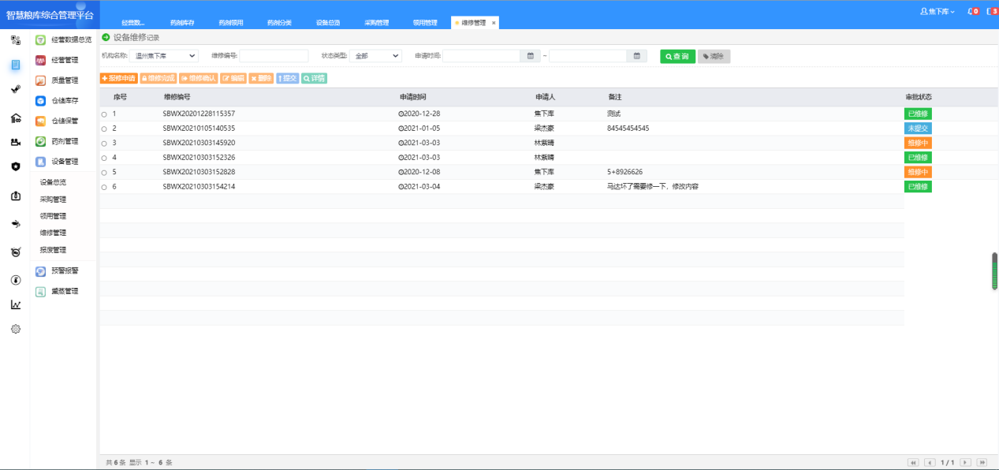 智慧粮库综合管理平台
经营数... 药剂库存 药剂领用 药剂分类 设备总览 采购管理 领用管理 维修管理 ×
焦下库 0 3
经营数据总览
经营管理
质量管理
仓储库存
仓储保管
药剂管理
设备管理
设备总览
采购管理
领用管理
维修管理
报废管理
预警报警
熏蒸管理
设备维修记录
机构名称: 温州焦下库 维修编号: 状态类型: 全部 申请时间: ~ 查询 清除
报修申请 维修完成 维修确认 编辑 删除 提交 详情
序号 维修编号 申请时间 申请人 备注 审批状态
1 SBWX20201228115357 2020-12-28 焦下库 测试 已维修
2 SBWX20210105140535 2021-01-05 梁杰豪 84545454545 未提交
3 SBWX20210303145920 2021-03-03 林紫晴 维修中
4 SBWX20210303152326 2021-03-03 林紫晴 已维修
5 SBWX20210303152828 2020-12-08 焦下库 5+8926626 维修中
6 SBWX20210303154214 2021-03-04 梁杰豪 马达坏了需要修一下，修改内容 已维修
共 6 条 显示 1 ~ 6 条 1 / 1